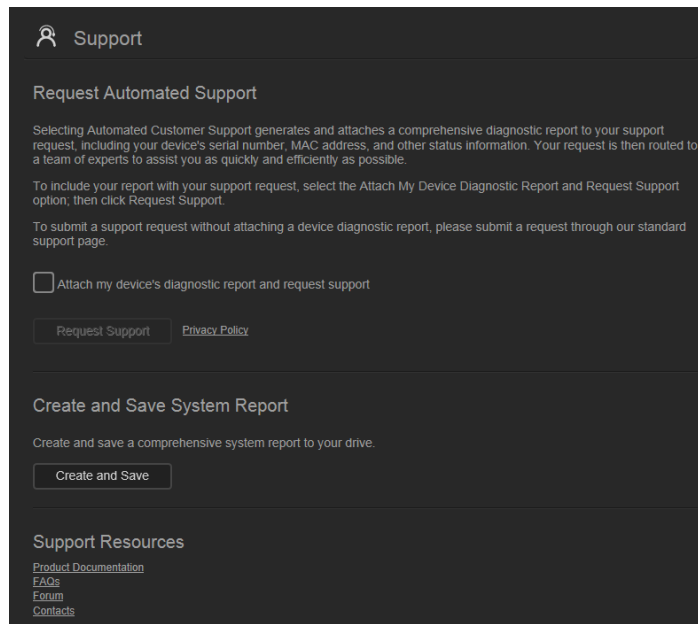 Support
Request Automated Support
Selecting Automated Customer Support generates and attaches a comprehensive diagnostic report to your support
request, including your device's serial number, MAC address, and other status information. Your request is then routed to
a team of experts to assist you as quickly and efficiently as possible.
To include your report with your support request, select the Attach My Device Diagnostic Report and Request Support
option; then click Request Support.
To submit a support request without attaching a device diagnostic report, please submit a request through our standard
support page.
Attach my device's diagnostic report and request support
Request Support Privacy Policy
Create and Save System Report
Create and save a comprehensive system report to your drive.
Create and Save
Support Resources
Product Documentation
FAQs
Forum
Contacts